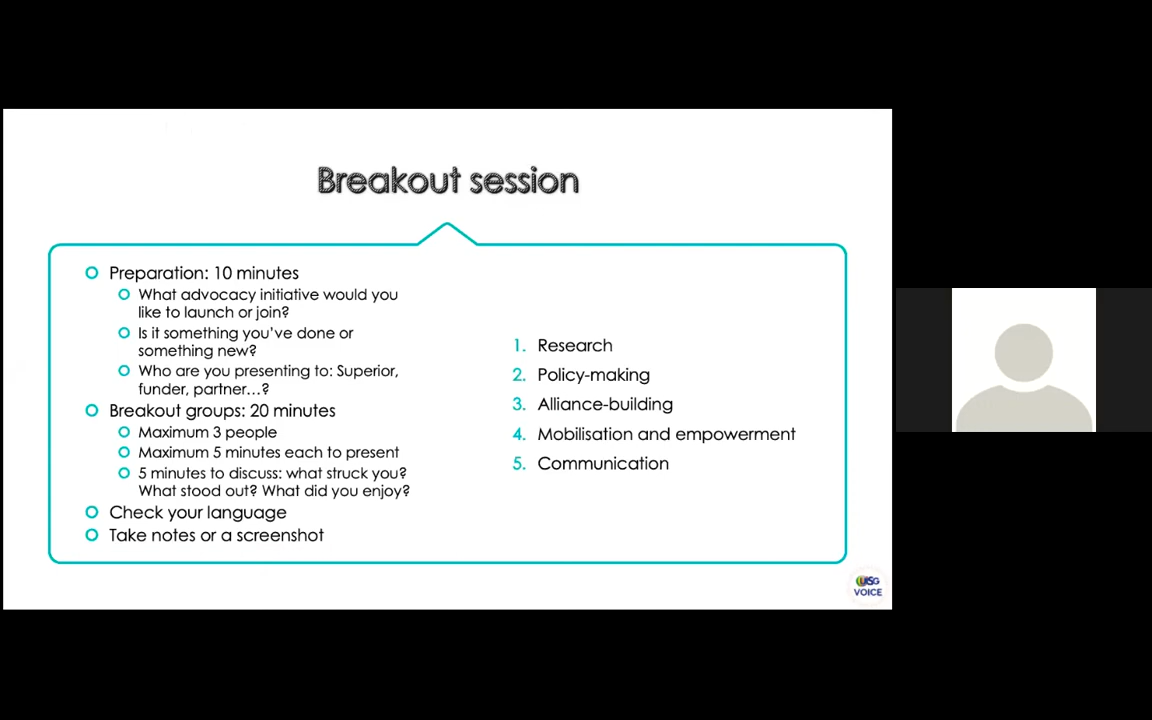 Breakout session
Preparation: 10 minutes
What advocacy initiative would you
like to launch or join?
Is it something you've done or
something new?
Who are you presenting to: Superior,
funder, partner…?
Breakout groups: 20 minutes
Maximum 3 people
Maximum 5 minutes each to present
5 minutes to discuss: what struck you?
What stood out? What did you enjoy?
Check your language
Take notes or a screenshot
1. Research
2. Policy-making
3. Alliance-building
4. Mobilisation and empowerment
5. Communication
UISG
VOICE